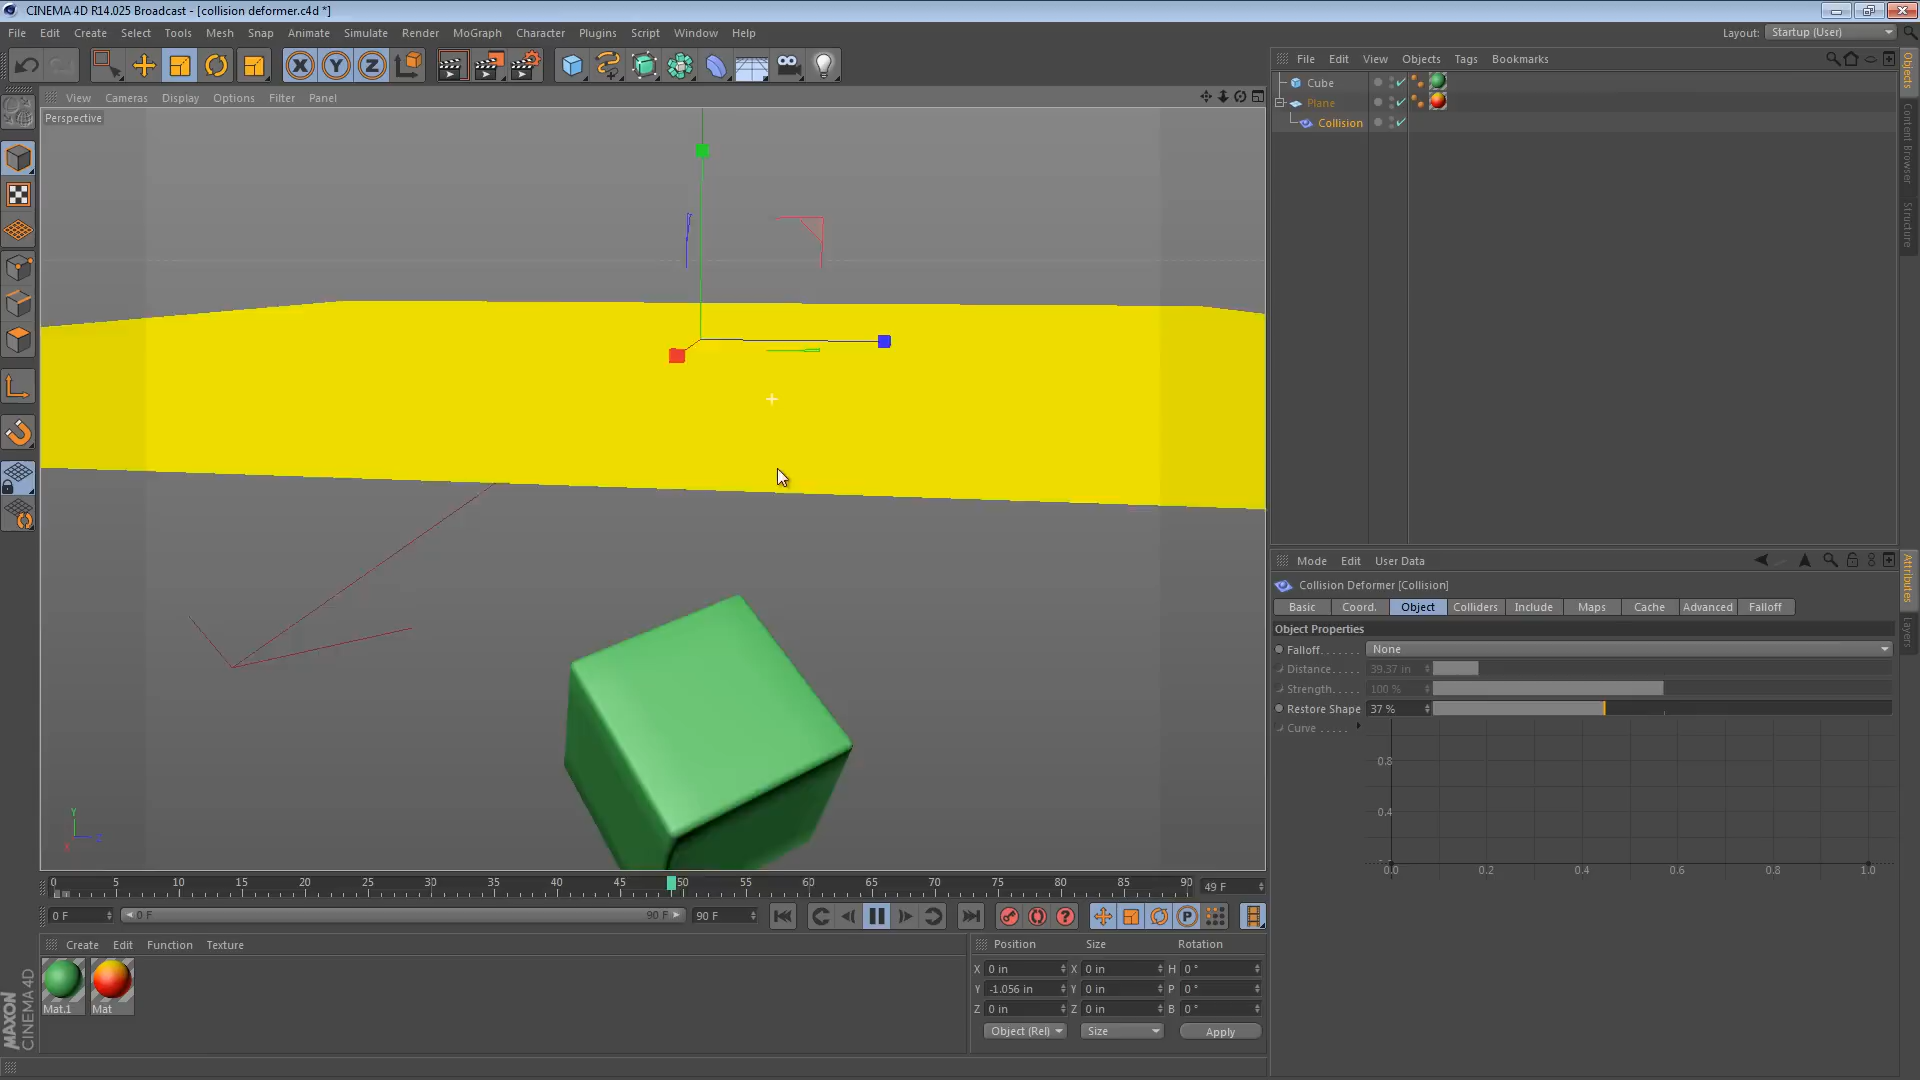 CINEMA 4D R14.025 Broadcast - [collision deformer.c4d *]
File Edit Create Select Tools Mesh Snap Animate Simulate Render MoGraph Character Plugins Script Window Help
Layout: Startup (User)
X Y Z
File Edit View Objects Tags Bookmarks
View Cameras Display Options Filter Panel
Perspective
Cube
Plane
Collision
Objects
Content Browser
Structure
Mode Edit User Data
Collision Deformer [Collision]
Basic Coord. Object Colliders Include Maps Cache Advanced Falloff
Object Properties
Falloff....... None
Distance..... 39.37 in
Strength..... 100 %
Restore Shape 37 %
Curve .....
0.8
0.4
0.0 0.2 0.4 0.6 0.8 1.0
Attributes
Layers
Y
X
0 5 10 15 20 25 30 35 40 45 50 55 60 65 70 75 80 85 90
49 F
0 F 0 F 90 F 90 F
P
Create Edit Function Texture
Mat.1 Mat
Position Size Rotation
X 0 in X 0 in H 0 °
Y -1.056 in Y 0 in P 0 °
Z 0 in Z 0 in B 0 °
Object (Rel) Size Apply
MAXON
CINEMA 4D